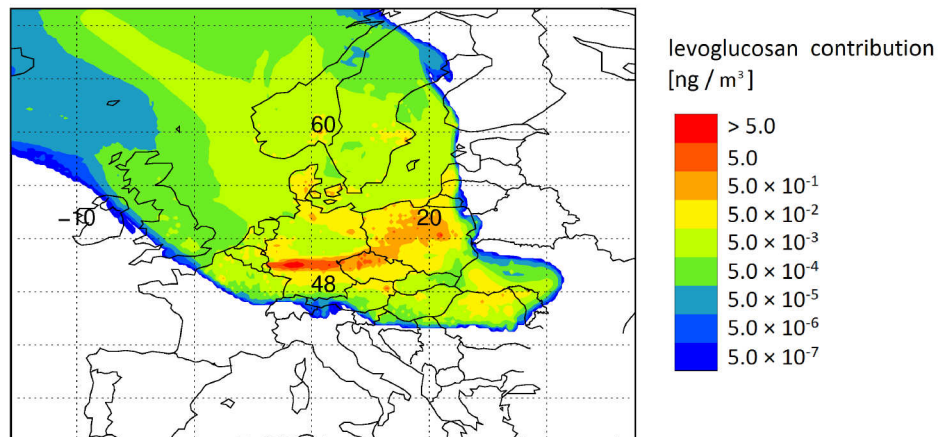 levoglucosan contribution
[ng / m³]
> 5.0
5.0
5.0 × 10⁻¹
5.0 × 10⁻²
5.0 × 10⁻³
5.0 × 10⁻⁴
5.0 × 10⁻⁵
5.0 × 10⁻⁶
5.0 × 10⁻⁷
60
−10
20
48